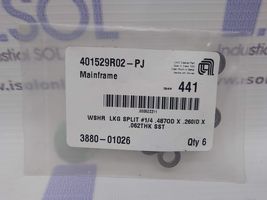 401529R02-PJ
Mainframe
441
WSHR LKG SPLIT #1/4 .487OD X .260ID X
.062THK SST
3880-01026
Qty 6